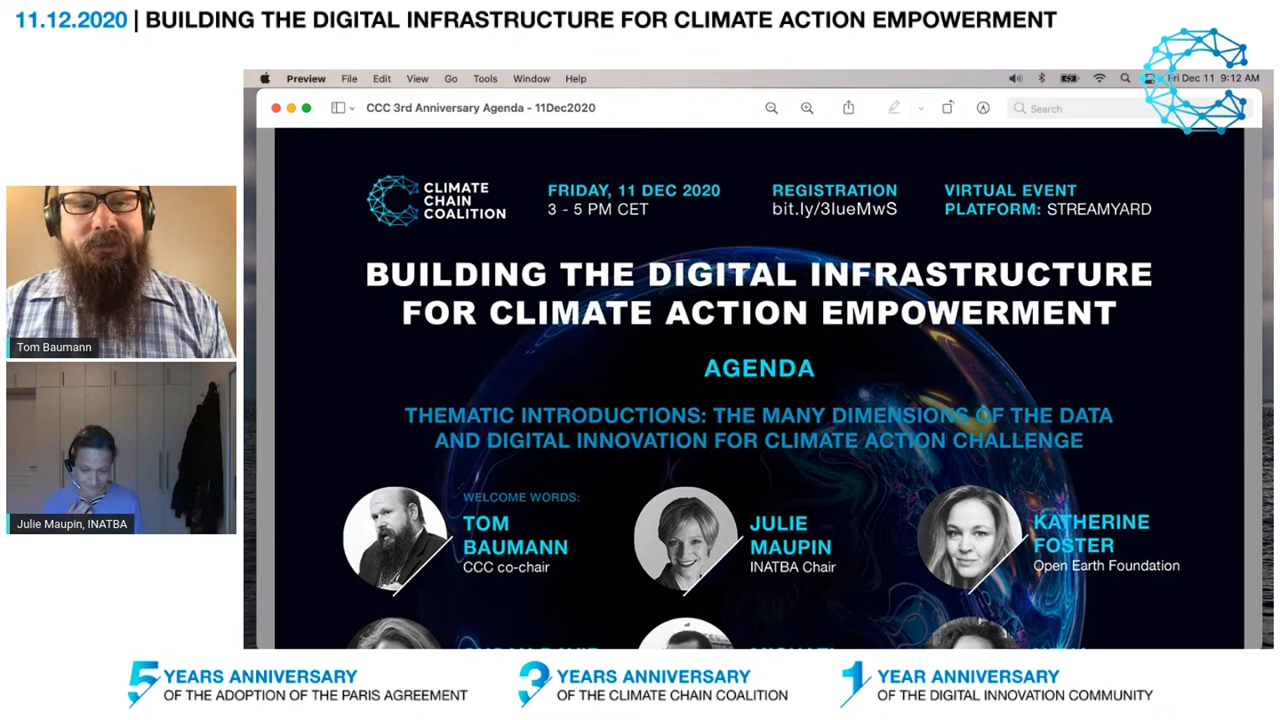 11.12.2020 | BUILDING THE DIGITAL INFRASTRUCTURE FOR CLIMATE ACTION EMPOWERMENT
Preview File Edit View Go Tools Window Help
Fri Dec 11 9:12 AM
CCC 3rd Anniversary Agenda - 11Dec2020
Search
CLIMATE
CHAIN
COALITION
FRIDAY, 11 DEC 2020
3 - 5 PM CET
REGISTRATION
bit.ly/3IueMwS
VIRTUAL EVENT
PLATFORM: STREAMYARD
BUILDING THE DIGITAL INFRASTRUCTURE
FOR CLIMATE ACTION EMPOWERMENT
AGENDA
THEMATIC INTRODUCTIONS: THE MANY DIMENSIONS OF THE DATA
AND DIGITAL INNOVATION FOR CLIMATE ACTION CHALLENGE
WELCOME WORDS:
TOM
BAUMANN
CCC co-chair
JULIE
MAUPIN
INATBA Chair
KATHERINE
FOSTER
Open Earth Foundation
Tom Baumann
Julie Maupin, INATBA
5 YEARS ANNIVERSARY
OF THE ADOPTION OF THE PARIS AGREEMENT
3 YEARS ANNIVERSARY
OF THE CLIMATE CHAIN COALITION
1 YEAR ANNIVERSARY
OF THE DIGITAL INNOVATION COMMUNITY